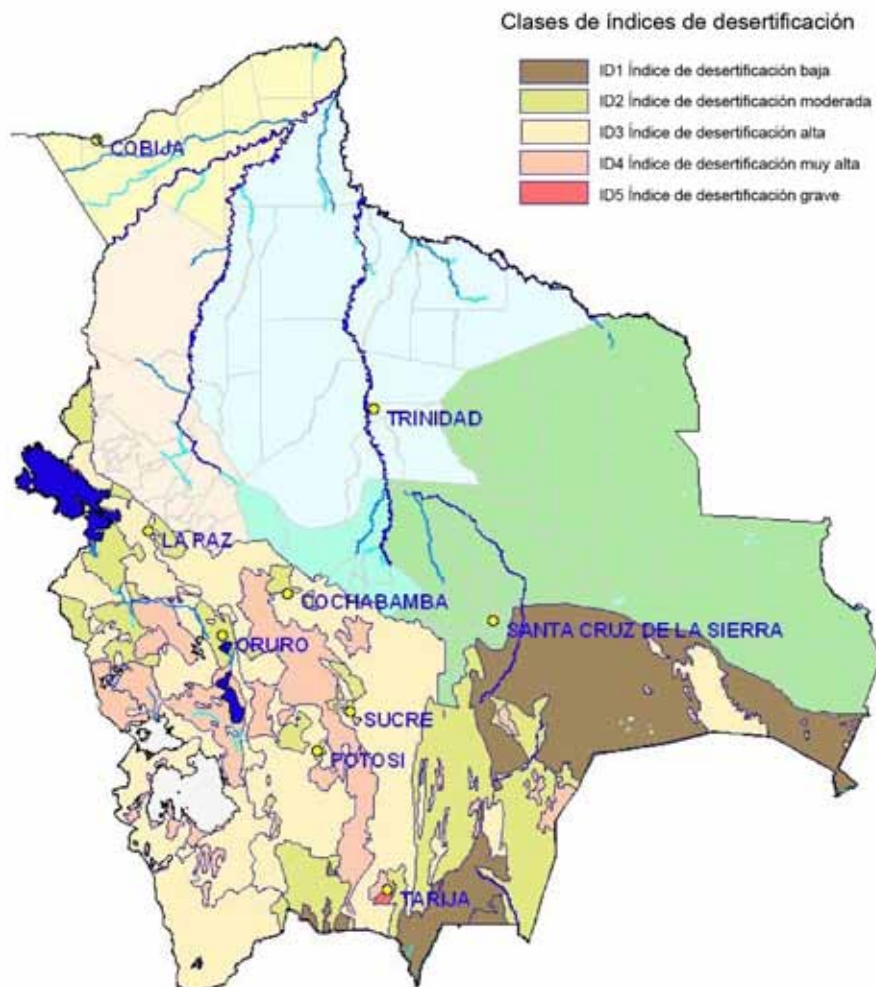 Clases de índices de desertificación
ID1 Índice de desertificación baja
ID2 Índice de desertificación moderada
ID3 Índice de desertificación alta
ID4 Índice de desertificación muy alta
ID5 Índice de desertificación grave
COBIJA
TRINIDAD
LA PAZ
COCHABAMBA
SANTA CRUZ DE LA SIERRA
ORURO
SUCRE
POTOSI
TARIJA